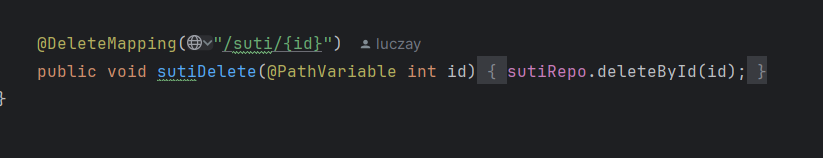 @DeleteMapping("/suti/{id}") luczay
public void sutiDelete(@PathVariable int id) { sutiRepo.deleteById(id); }
}